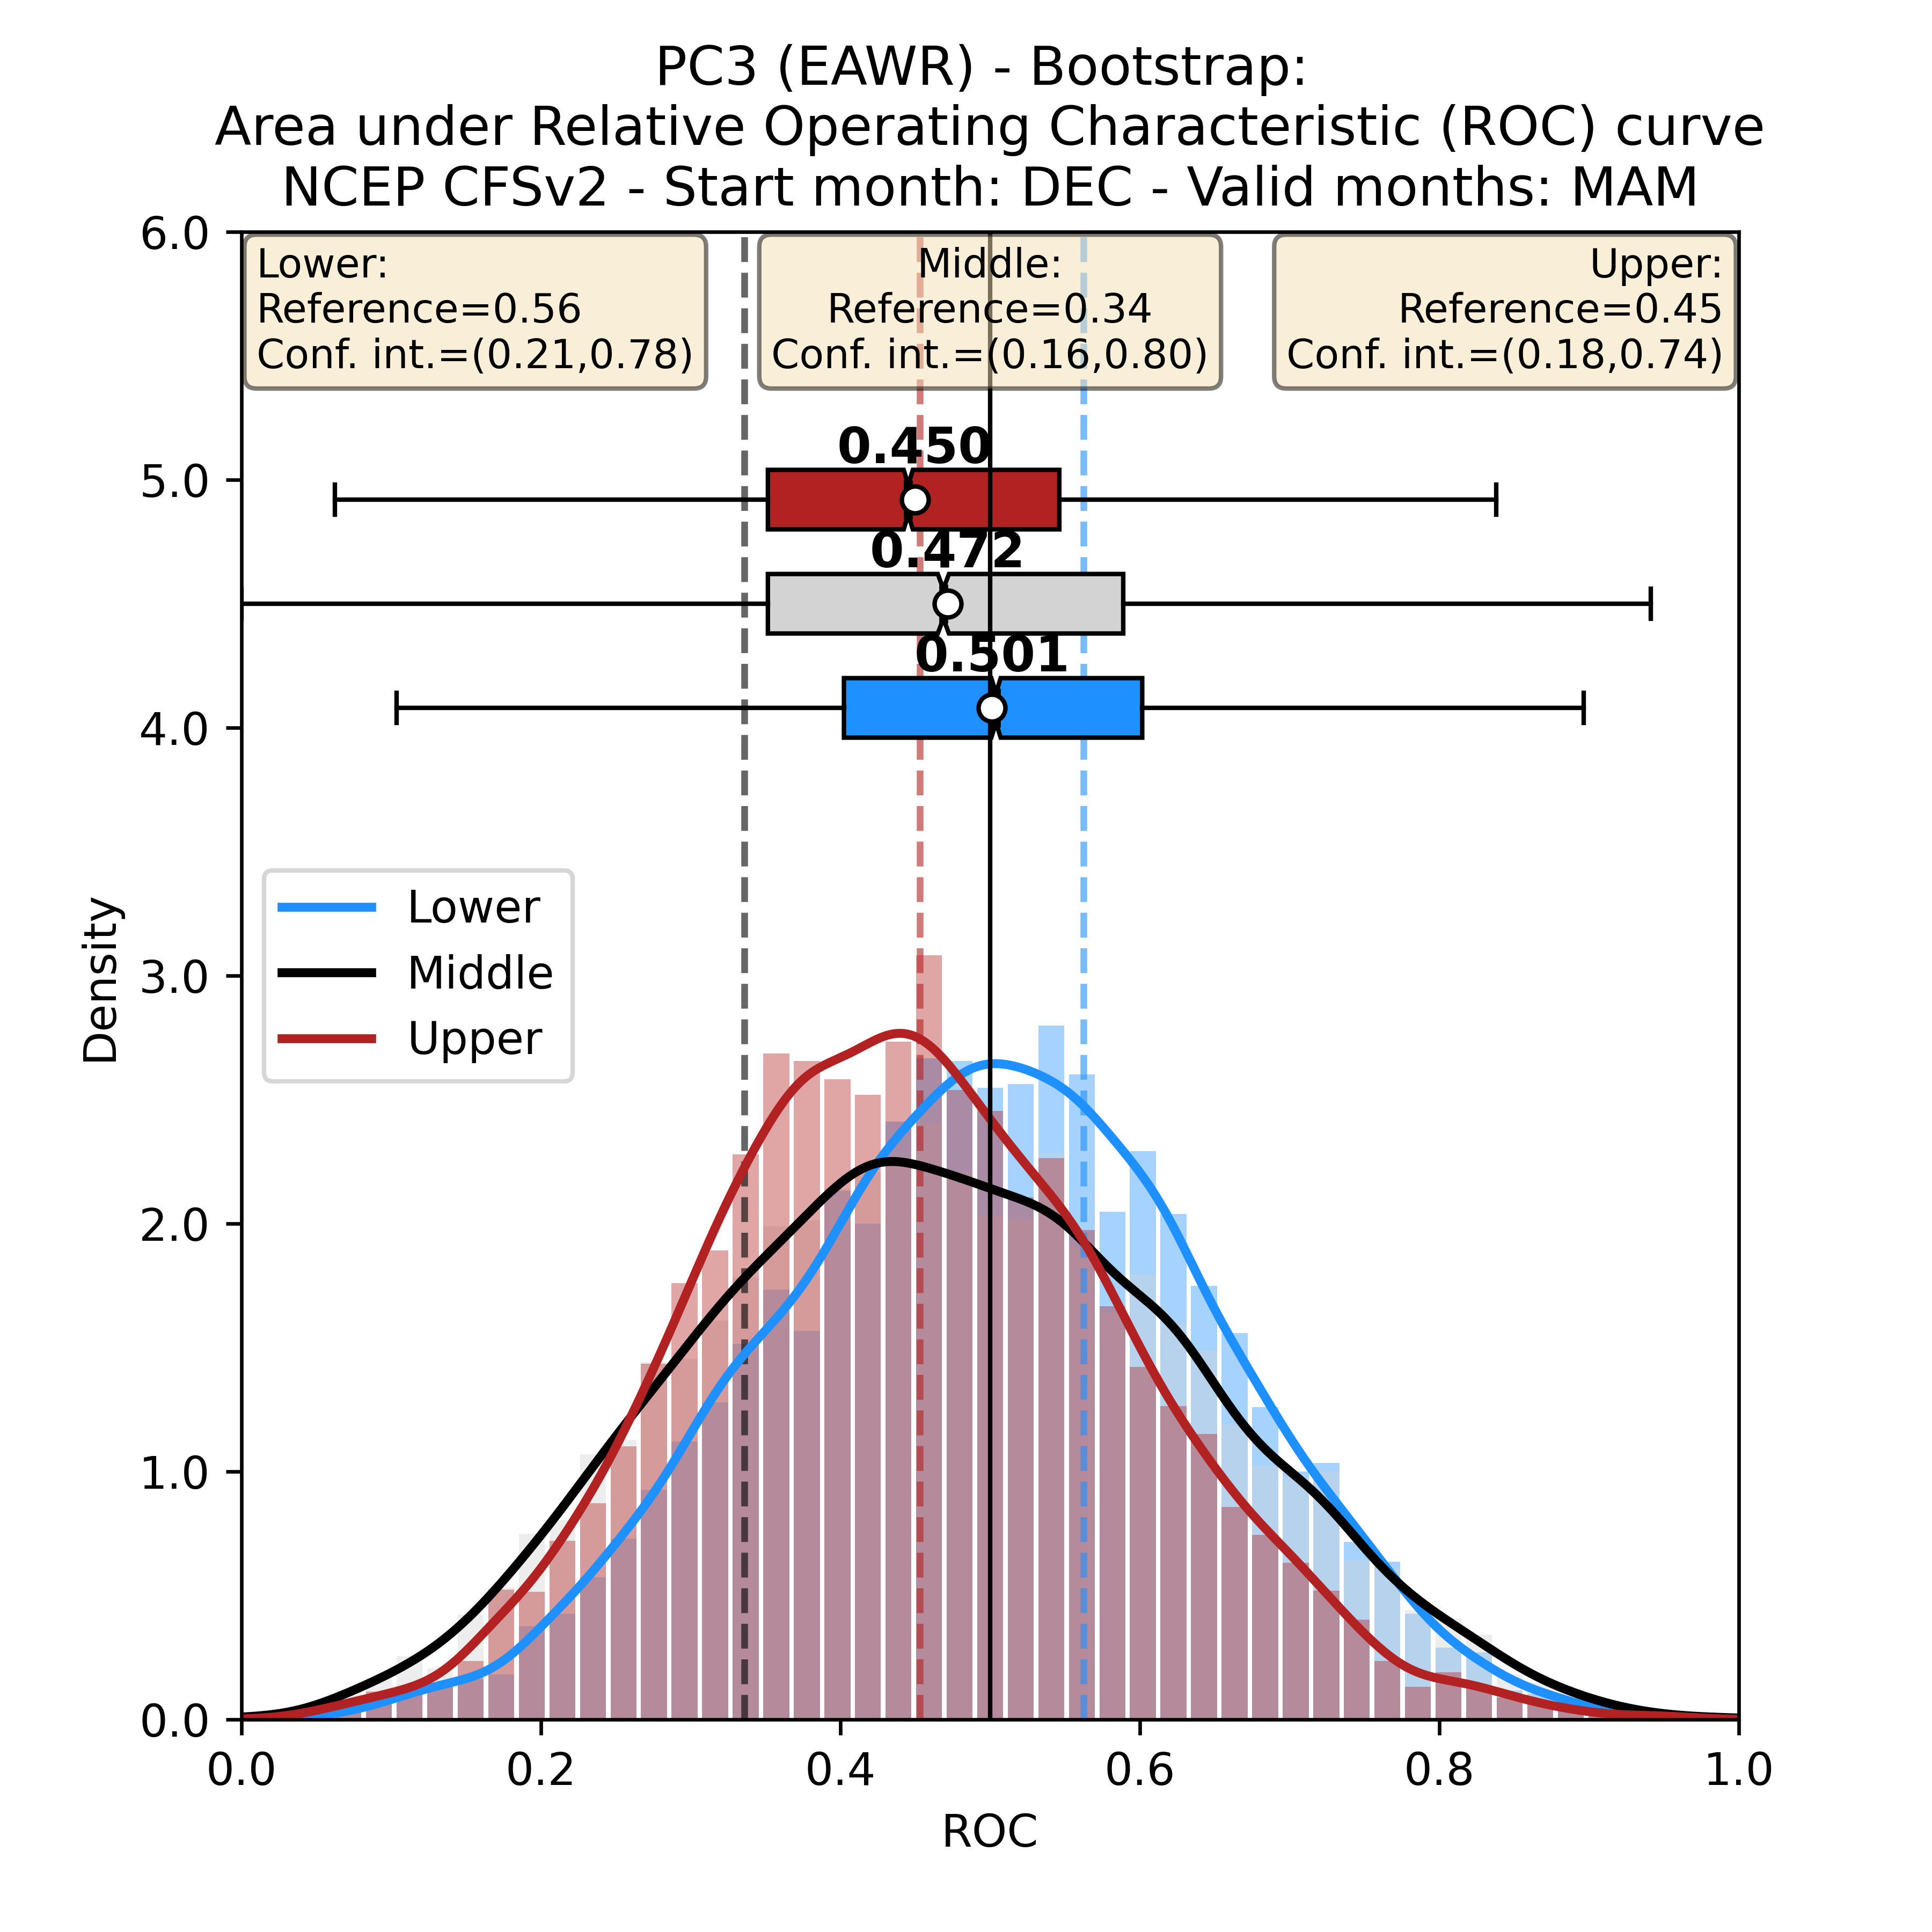 PC3 (EAWR) - Bootstrap:
Area under Relative Operating Characteristic (ROC) curve
NCEP CFSv2 - Start month: DEC - Valid months: MAM
Lower:
Reference=0.56
Conf. int.=(0.21,0.78)
Middle:
Reference=0.34
Conf. int.=(0.16,0.80)
Upper:
Reference=0.45
Conf. int.=(0.18,0.74)
0.450
0.472
0.501
Lower
Middle
Upper
Density
6.0
5.0
4.0
3.0
2.0
1.0
0.0
0.0 0.2 0.4 0.6 0.8 1.0
ROC